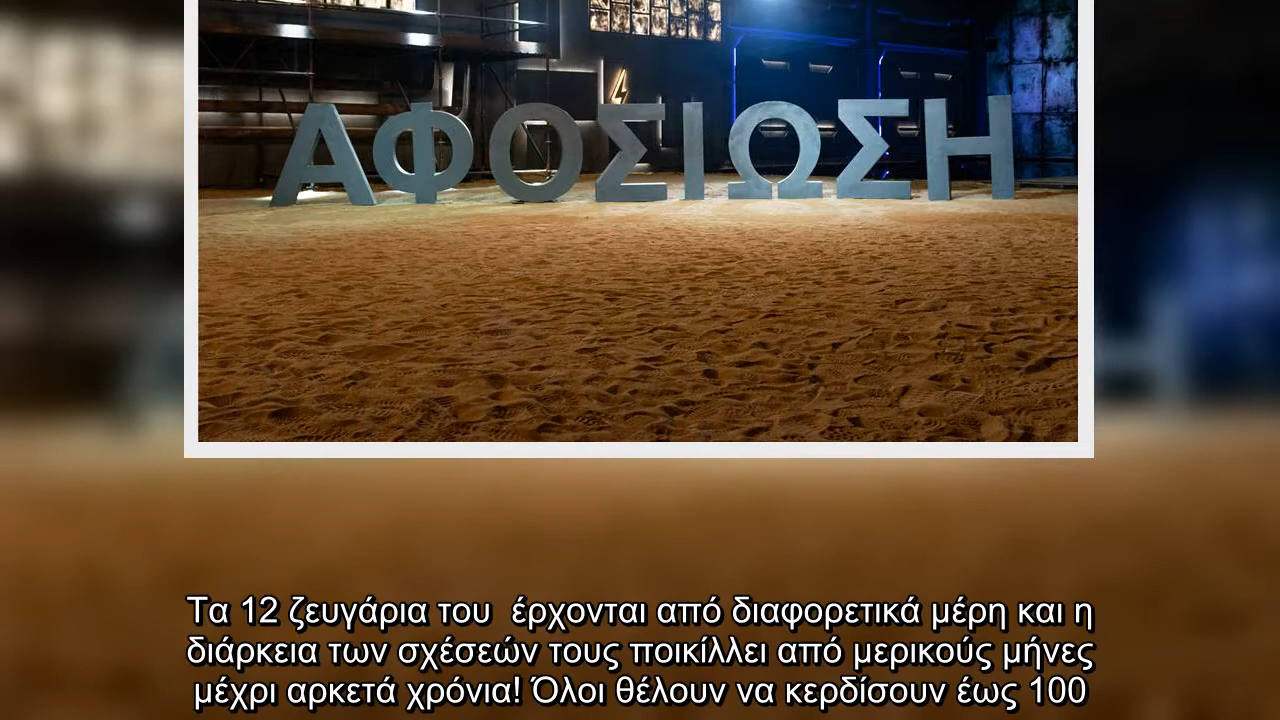 ΑΦΟΣΙΩΣΗ
Τα 12 ζευγάρια του  έρχονται από διαφορετικά μέρη και η
διάρκεια των σχέσεών τους ποικίλλει από μερικούς μήνες
μέχρι αρκετά χρόνια! Όλοι θέλουν να κερδίσουν έως 100